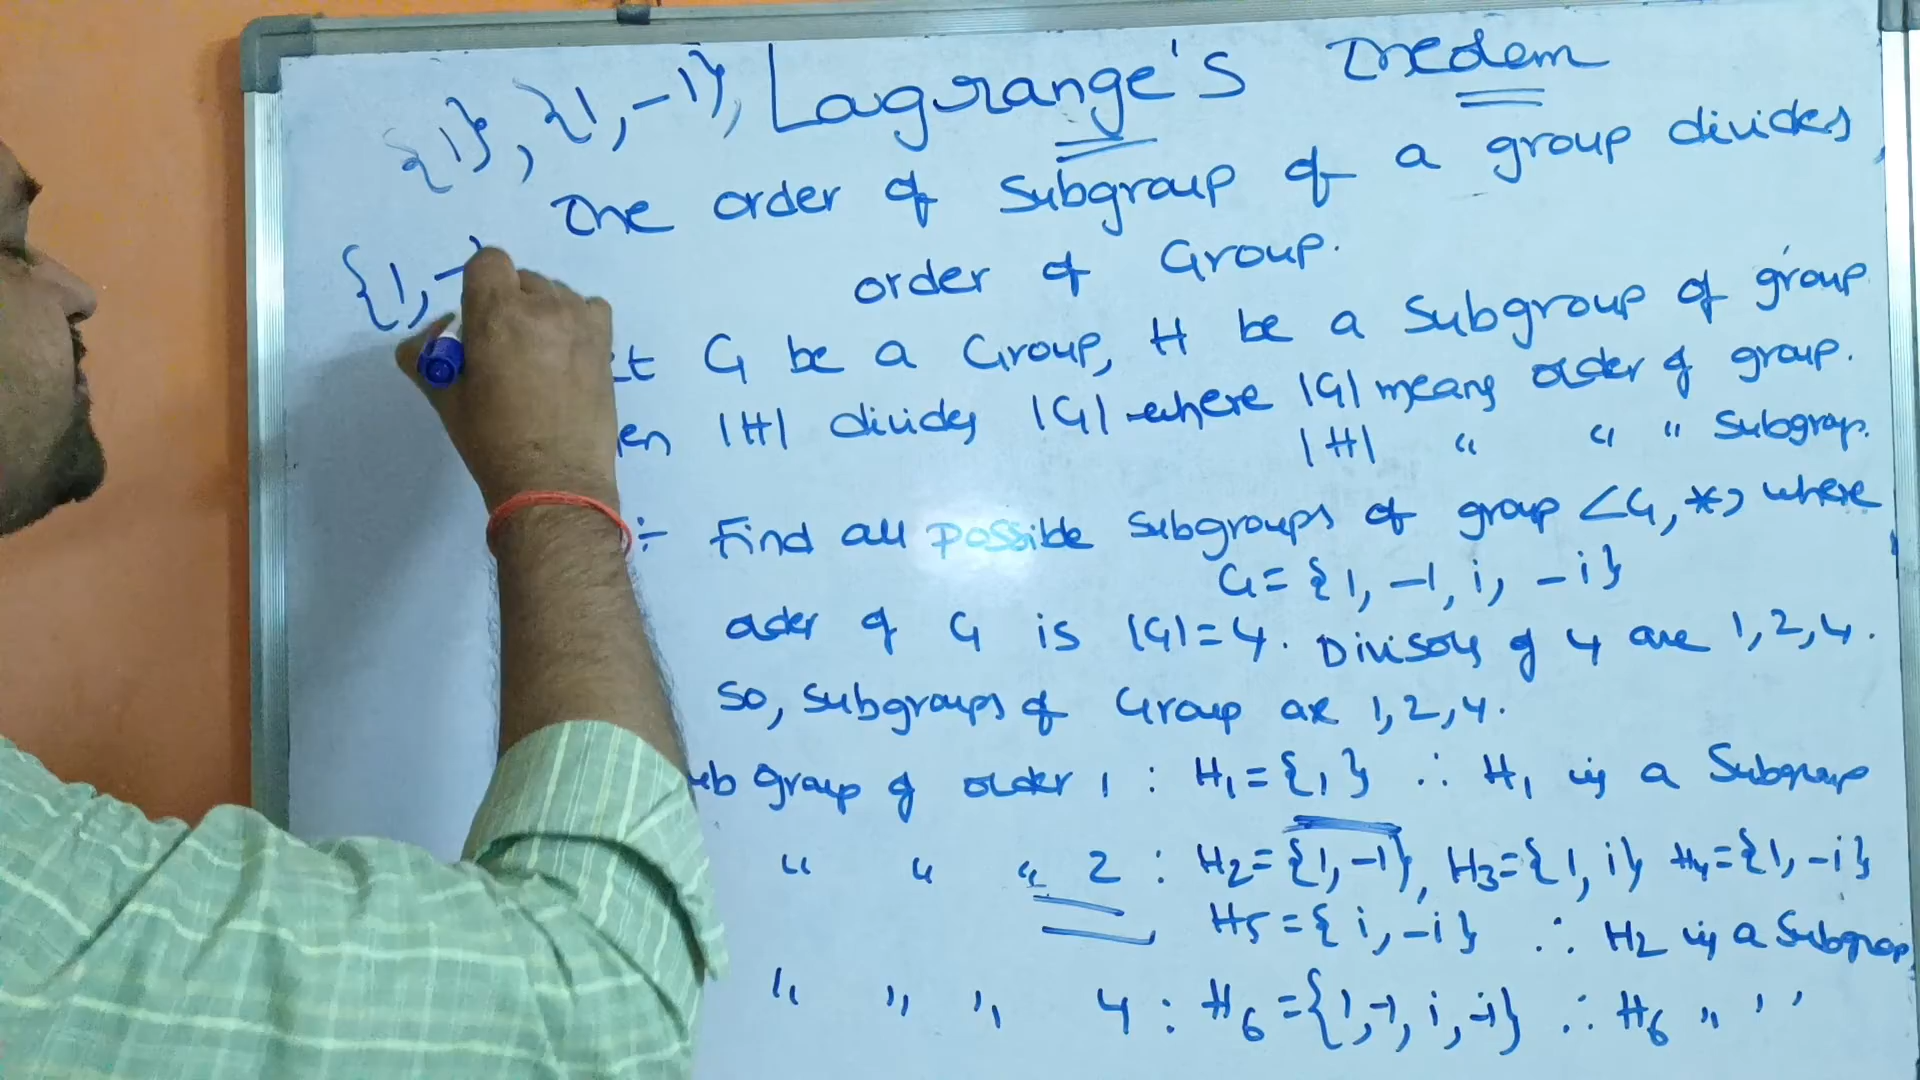 {1}, {1, -1}, Lagrange's Theorem
The order of Subgroup of a group divides
{1, -
order of Group.
G be a Group, H be a Subgroup of group
en |H| divides |G| where |G| means order of group.
|H| " " " Subgroup.
:- Find all possible subgroups of group <G, *> where
G = {1, -1, i, -i}
order of G is |G| = 4. Divisors of 4 are 1, 2, 4.
So, subgroups of Group are 1, 2, 4.
ub group of order 1 : H1 = {1} ∴ H1 is a Subgroup
" " " 2 : H2 = {1, -1}, H3 = {1, i} H4 = {1, -i}
H5 = {i, -i} ∴ H2 is a Subgroup
" " " 4 : H6 = {1, -1, i, -i} ∴ H6 " ' '